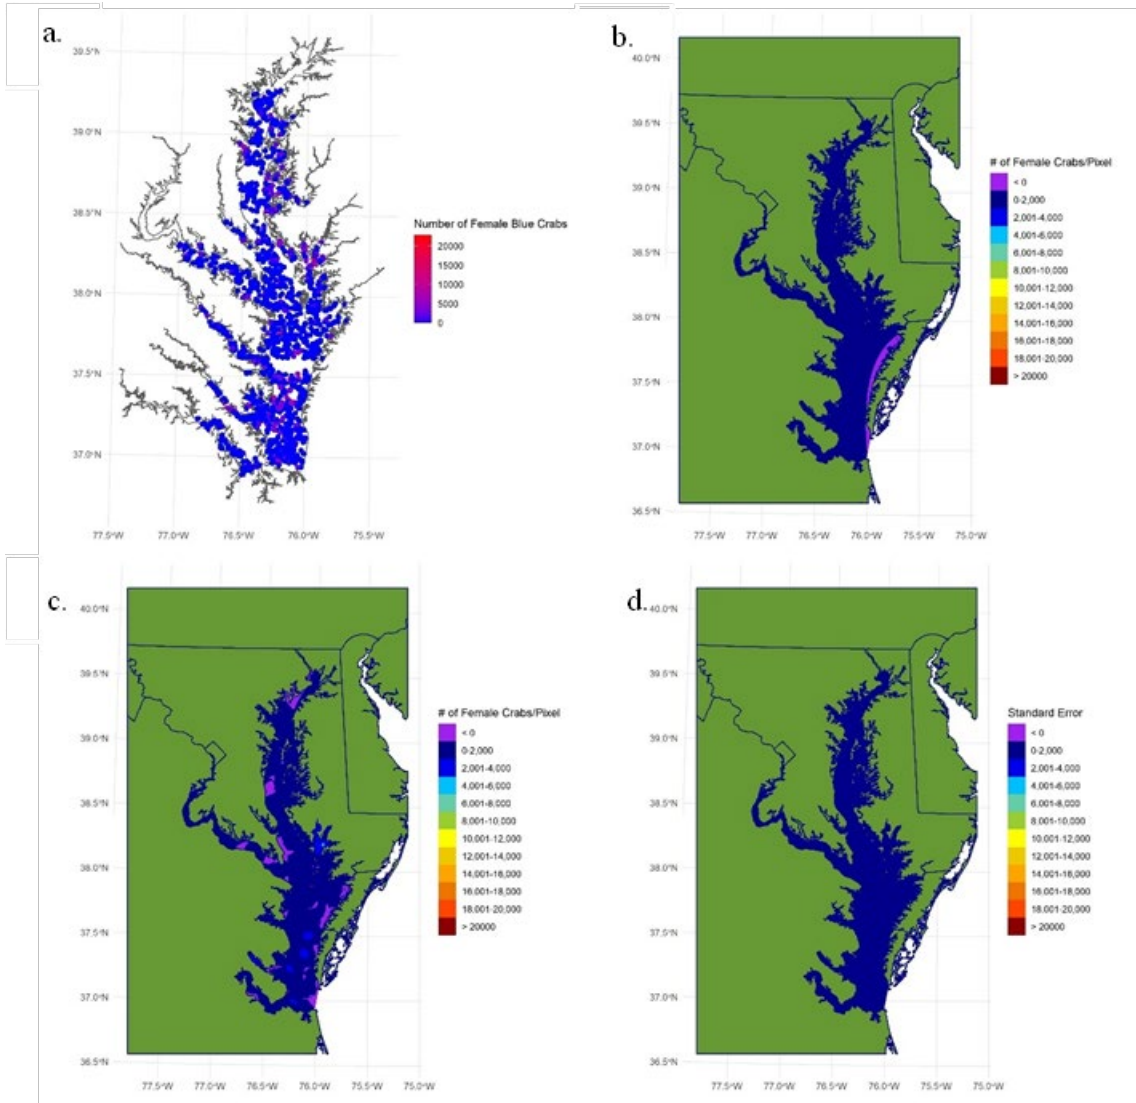 a.
39.5°N
39.0°N
38.5°N
38.0°N
37.5°N
37.0°N
77.5°W 77.0°W 76.5°W 76.0°W 75.5°W
Number of Female Blue Crabs
20000
15000
10000
5000
0
b.
40.0°N
39.5°N
39.0°N
38.5°N
38.0°N
37.5°N
37.0°N
36.5°N
77.5°W 77.0°W 76.5°W 76.0°W 75.5°W 75.0°W
# of Female Crabs/Pixel
< 0
0-2,000
2,001-4,000
4,001-6,000
6,001-8,000
8,001-10,000
10,001-12,000
12,001-14,000
14,001-16,000
16,001-18,000
18,001-20,000
> 20000
c.
40.0°N
39.5°N
39.0°N
38.5°N
38.0°N
37.5°N
37.0°N
36.5°N
77.5°W 77.0°W 76.5°W 76.0°W 75.5°W 75.0°W
# of Female Crabs/Pixel
< 0
0-2,000
2,001-4,000
4,001-6,000
6,001-8,000
8,001-10,000
10,001-12,000
12,001-14,000
14,001-16,000
16,001-18,000
18,001-20,000
> 20000
d.
40.0°N
39.5°N
39.0°N
38.5°N
38.0°N
37.5°N
37.0°N
36.5°N
77.5°W 77.0°W 76.5°W 76.0°W 75.5°W 75.0°W
Standard Error
< 0
0-2,000
2,001-4,000
4,001-6,000
6,001-8,000
8,001-10,000
10,001-12,000
12,001-14,000
14,001-16,000
16,001-18,000
18,001-20,000
> 20000